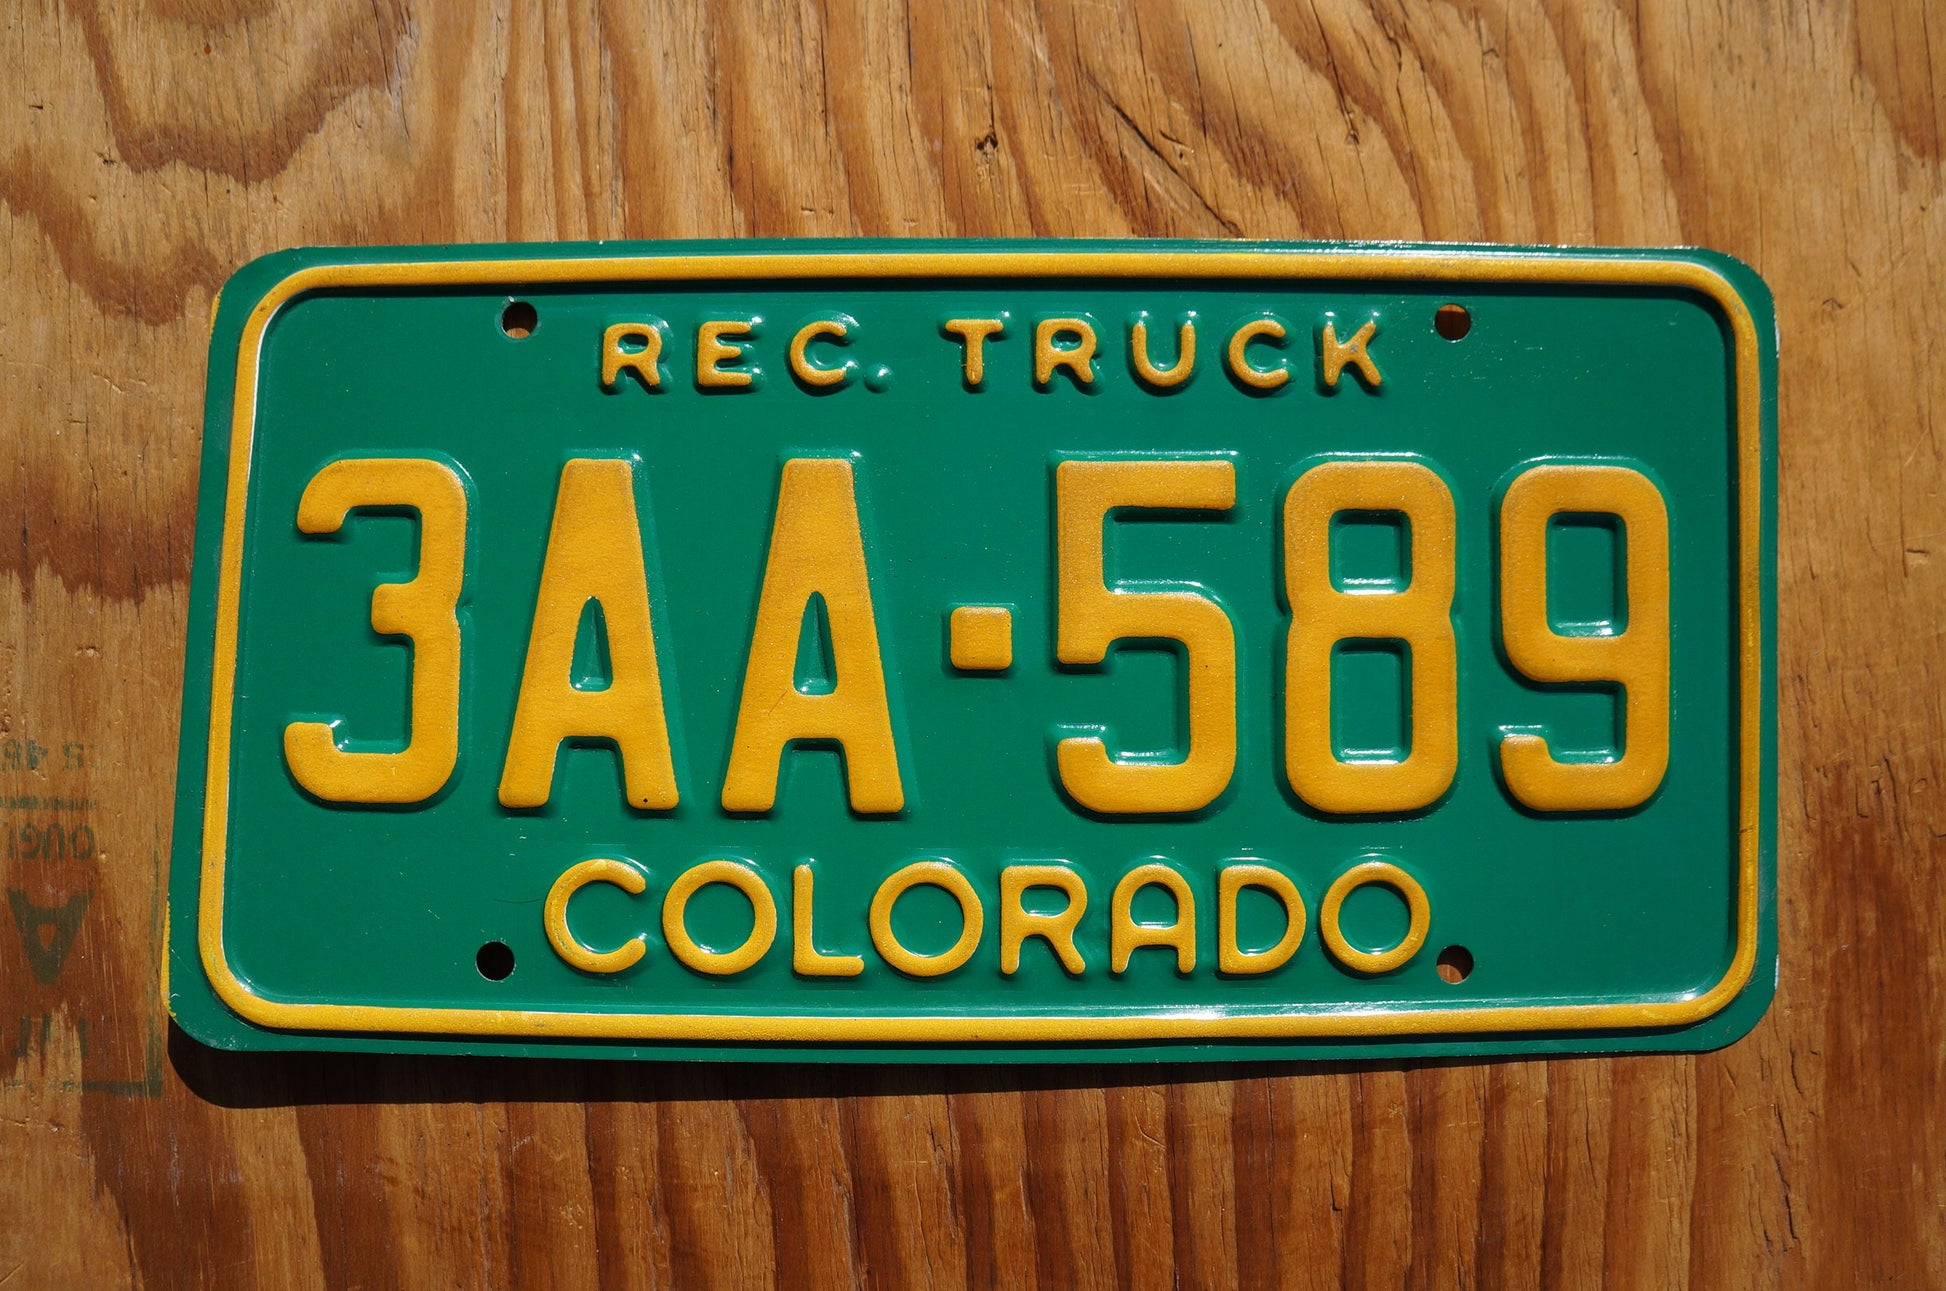 REC. TRUCK
3AA-589
COLORADO